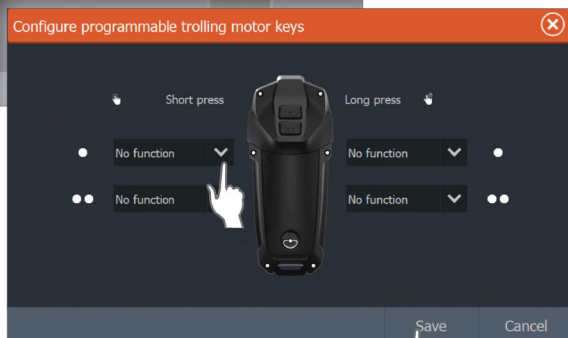 Configure programmable trolling motor keys
Short press
Long press
No function
No function
No function
No function
Save
Cancel